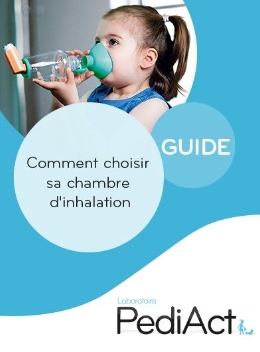 GUIDE
Comment choisir
sa chambre
d'inhalation
Laboratoire
PediAct